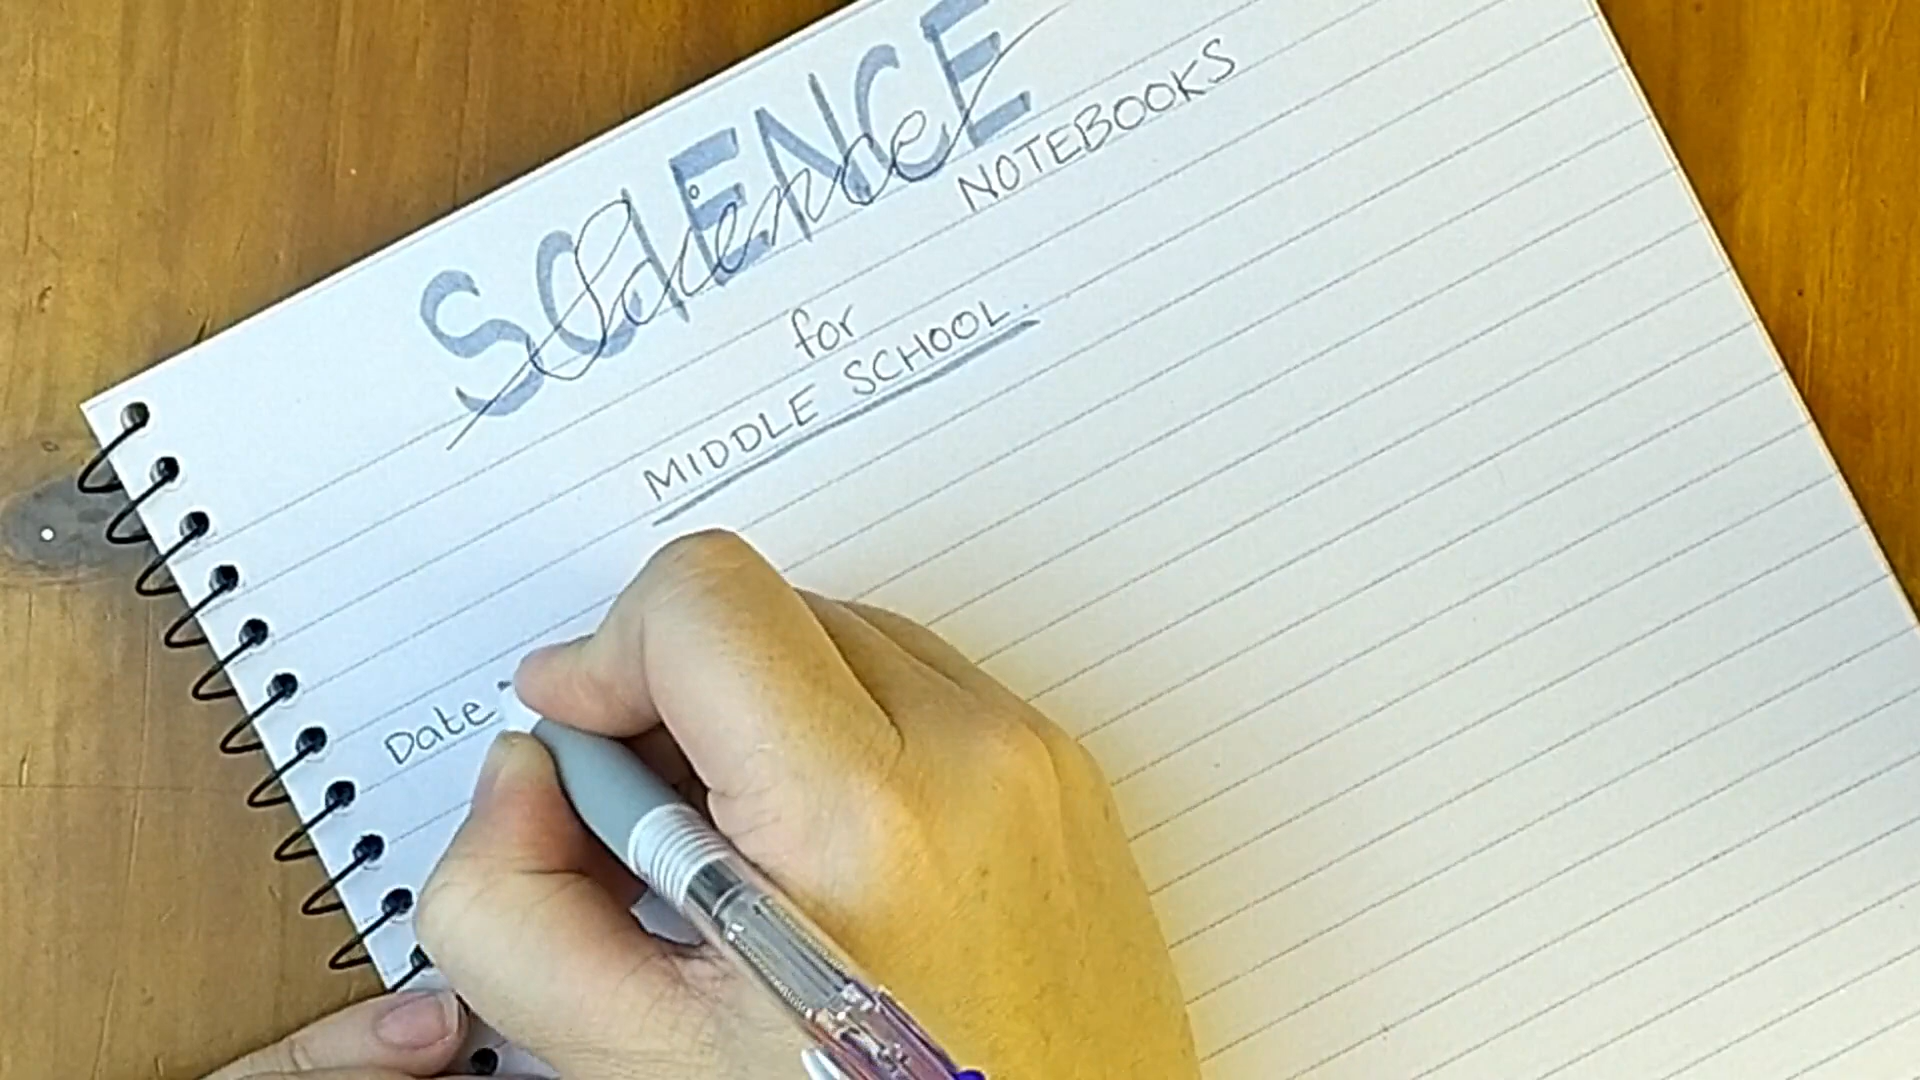 SCIENCE
Science
NOTEBOOKS
for
MIDDLE SCHOOL.
Date